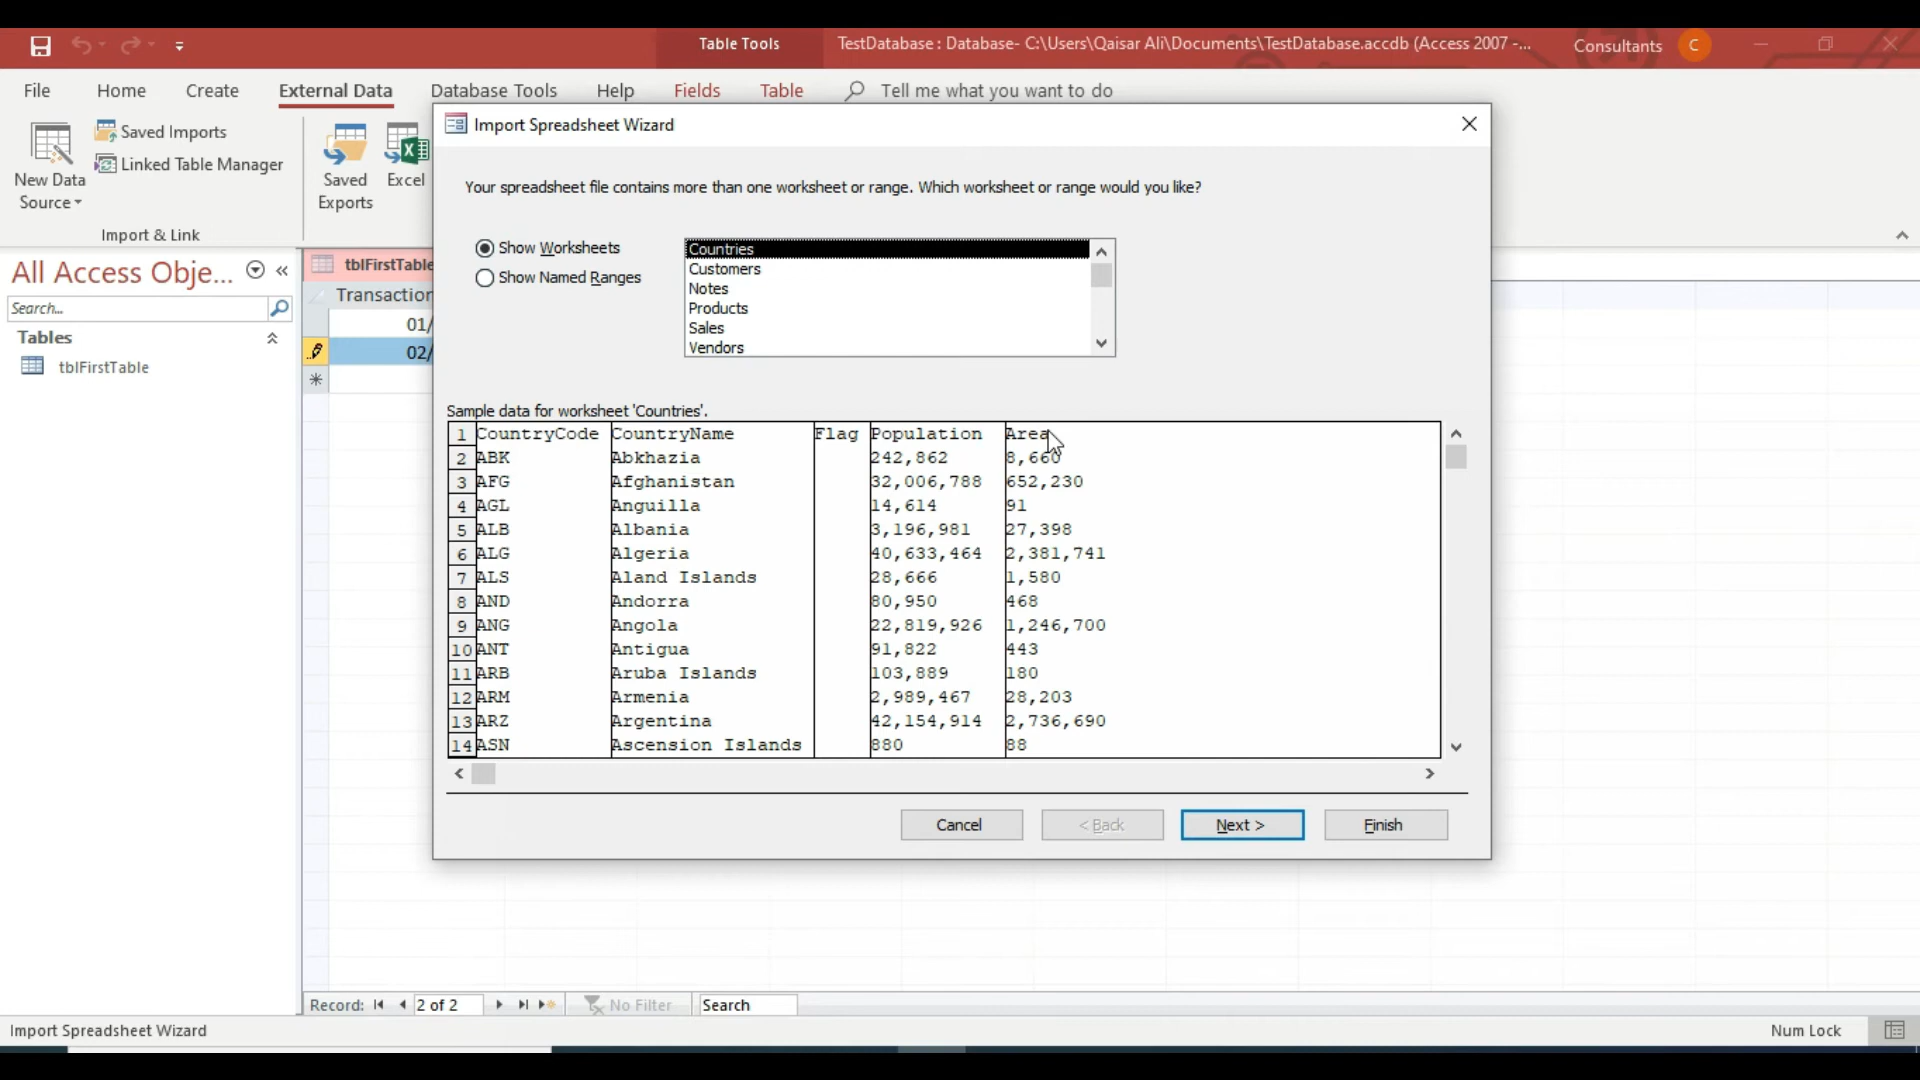 Table Tools
TestDatabase : Database- C:\Users\Qaisar Ali\Documents\TestDatabase.accdb (Access 2007 -...
Consultants
C
File
Home
Create
External Data
Database Tools
Help
Fields
Table
Tell me what you want to do
New Data Source
Saved Imports
Linked Table Manager
Saved Exports
Excel
Import & Link
Import Spreadsheet Wizard
Your spreadsheet file contains more than one worksheet or range. Which worksheet or range would you like?
Show Worksheets
Show Named Ranges
Countries
Customers
Notes
Products
Sales
Vendors
All Access Obje...
Search...
Tables
tblFirstTable
tblFirstTable
Transaction
01/
02/
Sample data for worksheet 'Countries'.
1 CountryCode CountryName Flag Population Area
2 ABK Abkhazia 242,862 8,660
3 AFG Afghanistan 32,006,788 652,230
4 AGL Anguilla 14,614 91
5 ALB Albania 3,196,981 27,398
6 ALG Algeria 40,633,464 2,381,741
7 ALS Aland Islands 28,666 1,580
8 AND Andorra 80,950 468
9 ANG Angola 22,819,926 1,246,700
10 ANT Antigua 91,822 443
11 ARB Aruba Islands 103,889 180
12 ARM Armenia 2,989,467 28,203
13 ARZ Argentina 42,154,914 2,736,690
14 ASN Ascension Islands 880 88
Cancel
< Back
Next >
Finish
Record:
2 of 2
No Filter
Search
Import Spreadsheet Wizard
Num Lock